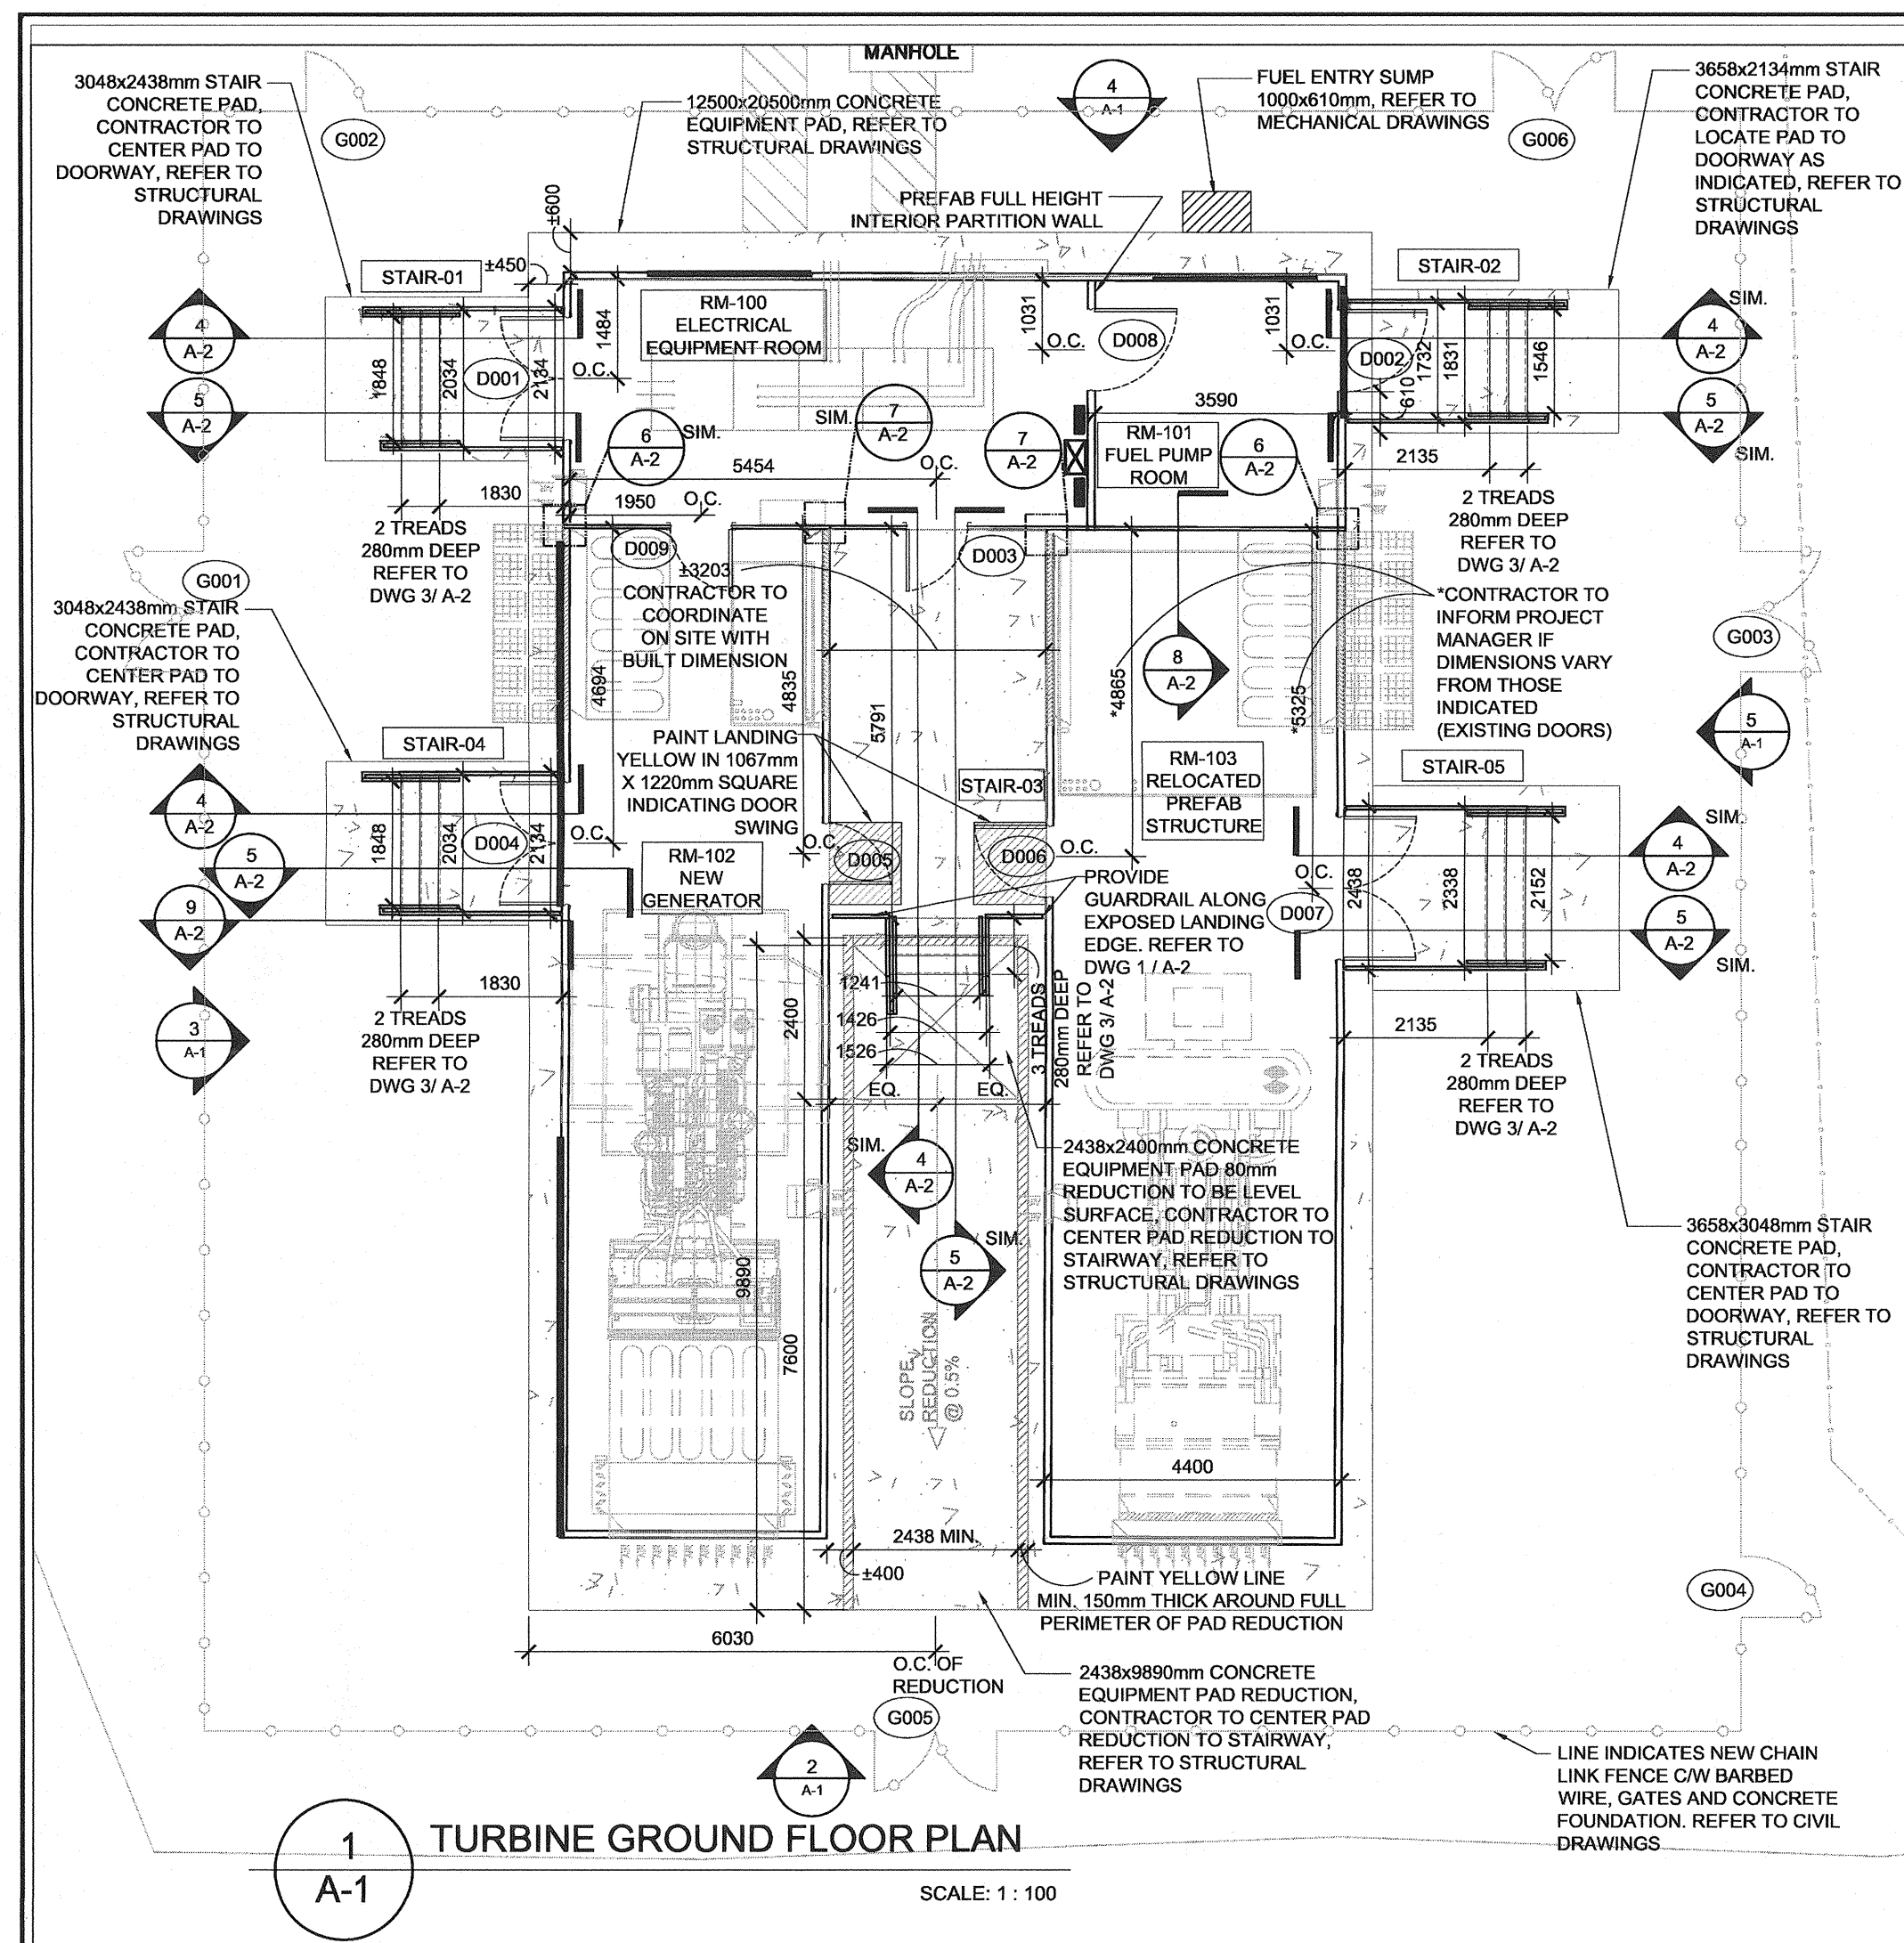 MANHOLE
3048x2438mm STAIR
CONCRETE PAD,
CONTRACTOR TO
CENTER PAD TO
DOORWAY, REFER TO
STRUCTURAL
DRAWINGS
G002
12500x20500mm CONCRETE
EQUIPMENT PAD, REFER TO
STRUCTURAL DRAWINGS
4
A-1
FUEL ENTRY SUMP
1000x610mm, REFER TO
MECHANICAL DRAWINGS
G006
3658x2134mm STAIR
CONCRETE PAD,
CONTRACTOR TO
LOCATE PAD TO
DOORWAY AS
INDICATED, REFER TO
STRUCTURAL
DRAWINGS
±600
PREFAB FULL HEIGHT
INTERIOR PARTITION WALL
STAIR-01
±450
STAIR-02
RM-100
ELECTRICAL
EQUIPMENT ROOM
1484
O.C.
1031
O.C.
D008
1031
O.C.
4
A-2
5
A-2
1848
2034
D001
2134
D002
610
1732
1831
1546
SIM.
4
A-2
5
A-2
SIM.
6
A-2
SIM.
SIM.
7
A-2
7
A-2
3590
RM-101
FUEL PUMP
ROOM
6
A-2
5454
O.C.
1950
O.C.
1830
2 TREADS
280mm DEEP
REFER TO
DWG 3/ A-2
2135
2 TREADS
280mm DEEP
REFER TO
DWG 3/ A-2
G001
D009
±3203
CONTRACTOR TO
COORDINATE
ON SITE WITH
BUILT DIMENSION
D003
*CONTRACTOR TO
INFORM PROJECT
MANAGER IF
DIMENSIONS VARY
FROM THOSE
INDICATED
(EXISTING DOORS)
G003
3048x2438mm STAIR
CONCRETE PAD,
CONTRACTOR TO
CENTER PAD TO
DOORWAY, REFER TO
STRUCTURAL
DRAWINGS
4694
4835
5791
*4865
8
A-2
*5325
5
A-1
STAIR-04
PAINT LANDING
YELLOW IN 1067mm
X 1220mm SQUARE
INDICATING DOOR
SWING
STAIR-03
RM-103
RELOCATED
PREFAB
STRUCTURE
STAIR-05
4
A-2
5
A-2
9
A-2
1848
2034
D004
2134
O.C.
RM-102
NEW
GENERATOR
O.C.
D005
D006
O.C.
PROVIDE
GUARDRAIL ALONG
EXPOSED LANDING
EDGE. REFER TO
DWG 1 / A-2
O.C.
D007
2438
2338
2152
SIM.
4
A-2
5
A-2
SIM.
1830
2 TREADS
280mm DEEP
REFER TO
DWG 3/ A-2
3
A-1
2400
1241
1426
1526
EQ.
EQ.
3 TREADS
280mm DEEP
REFER TO
DWG 3/ A-2
2135
2 TREADS
280mm DEEP
REFER TO
DWG 3/ A-2
SIM.
4
A-2
5
A-2
SIM.
2438x2400mm CONCRETE
EQUIPMENT PAD 80mm
REDUCTION TO BE LEVEL
SURFACE, CONTRACTOR TO
CENTER PAD REDUCTION TO
STAIRWAY, REFER TO
STRUCTURAL DRAWINGS
3658x3048mm STAIR
CONCRETE PAD,
CONTRACTOR TO
CENTER PAD TO
DOORWAY, REFER TO
STRUCTURAL
DRAWINGS
9890
7600
SLOPE
REDUCTION
@ 0.5%
4400
2438 MIN.
±400
PAINT YELLOW LINE
MIN. 150mm THICK AROUND FULL
PERIMETER OF PAD REDUCTION
G004
6030
O.C. OF
REDUCTION
G005
2438x9890mm CONCRETE
EQUIPMENT PAD REDUCTION,
CONTRACTOR TO CENTER PAD
REDUCTION TO STAIRWAY,
REFER TO STRUCTURAL
DRAWINGS
2
A-1
LINE INDICATES NEW CHAIN
LINK FENCE C/W BARBED
WIRE, GATES AND CONCRETE
FOUNDATION. REFER TO CIVIL
DRAWINGS
1
A-1
TURBINE GROUND FLOOR PLAN
SCALE: 1 : 100